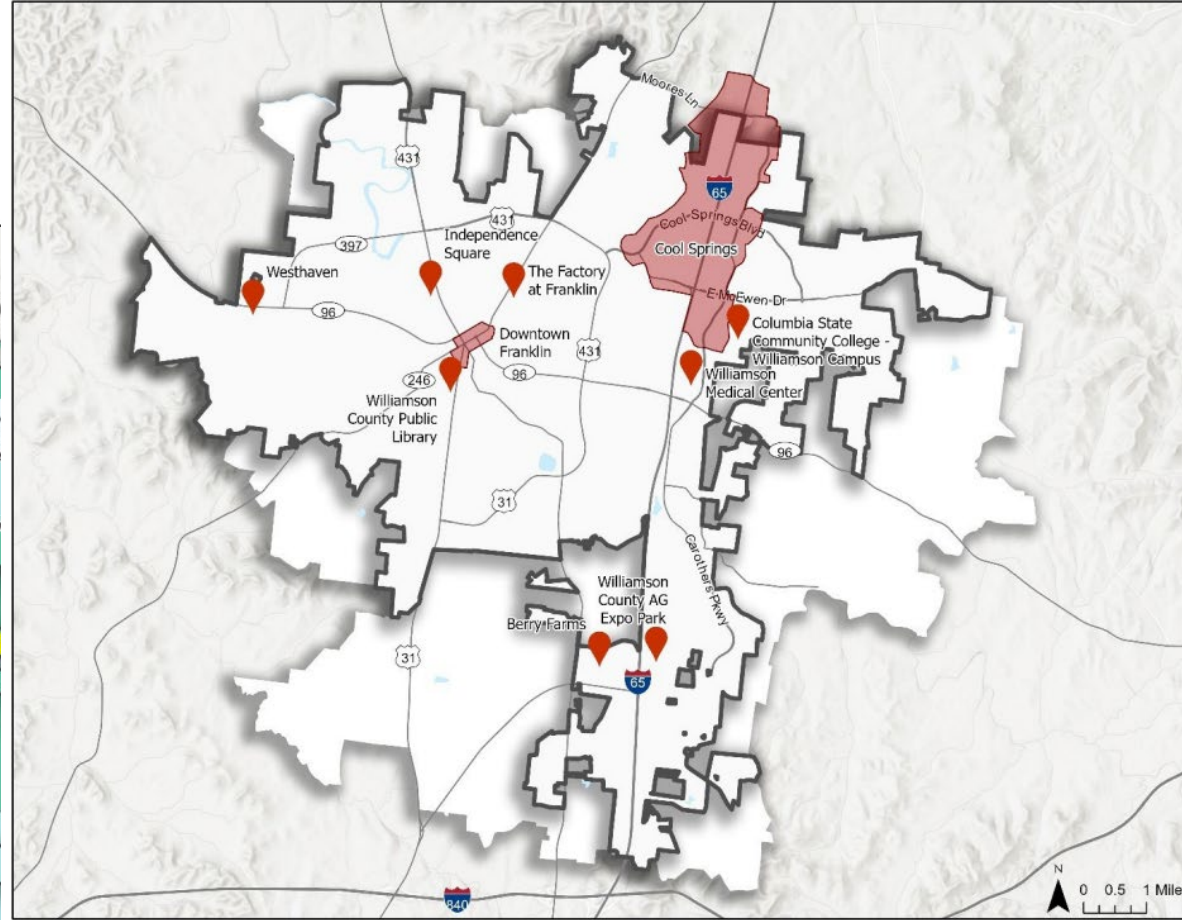 Moores Ln
431
65
431
Cool Springs Blvd
Independence
Square
397
Cool Springs
Westhaven
The Factory
at Franklin
E McEwen Dr
96
Columbia State
Community College -
Williamson Campus
Downtown
Franklin
431
246
96
Williamson
Medical Center
Williamson
County Public
Library
96
31
Carothers Pkwy
Williamson
County AG
Expo Park
Berry Farms
31
65
N
840
0 0.5 1 Mile